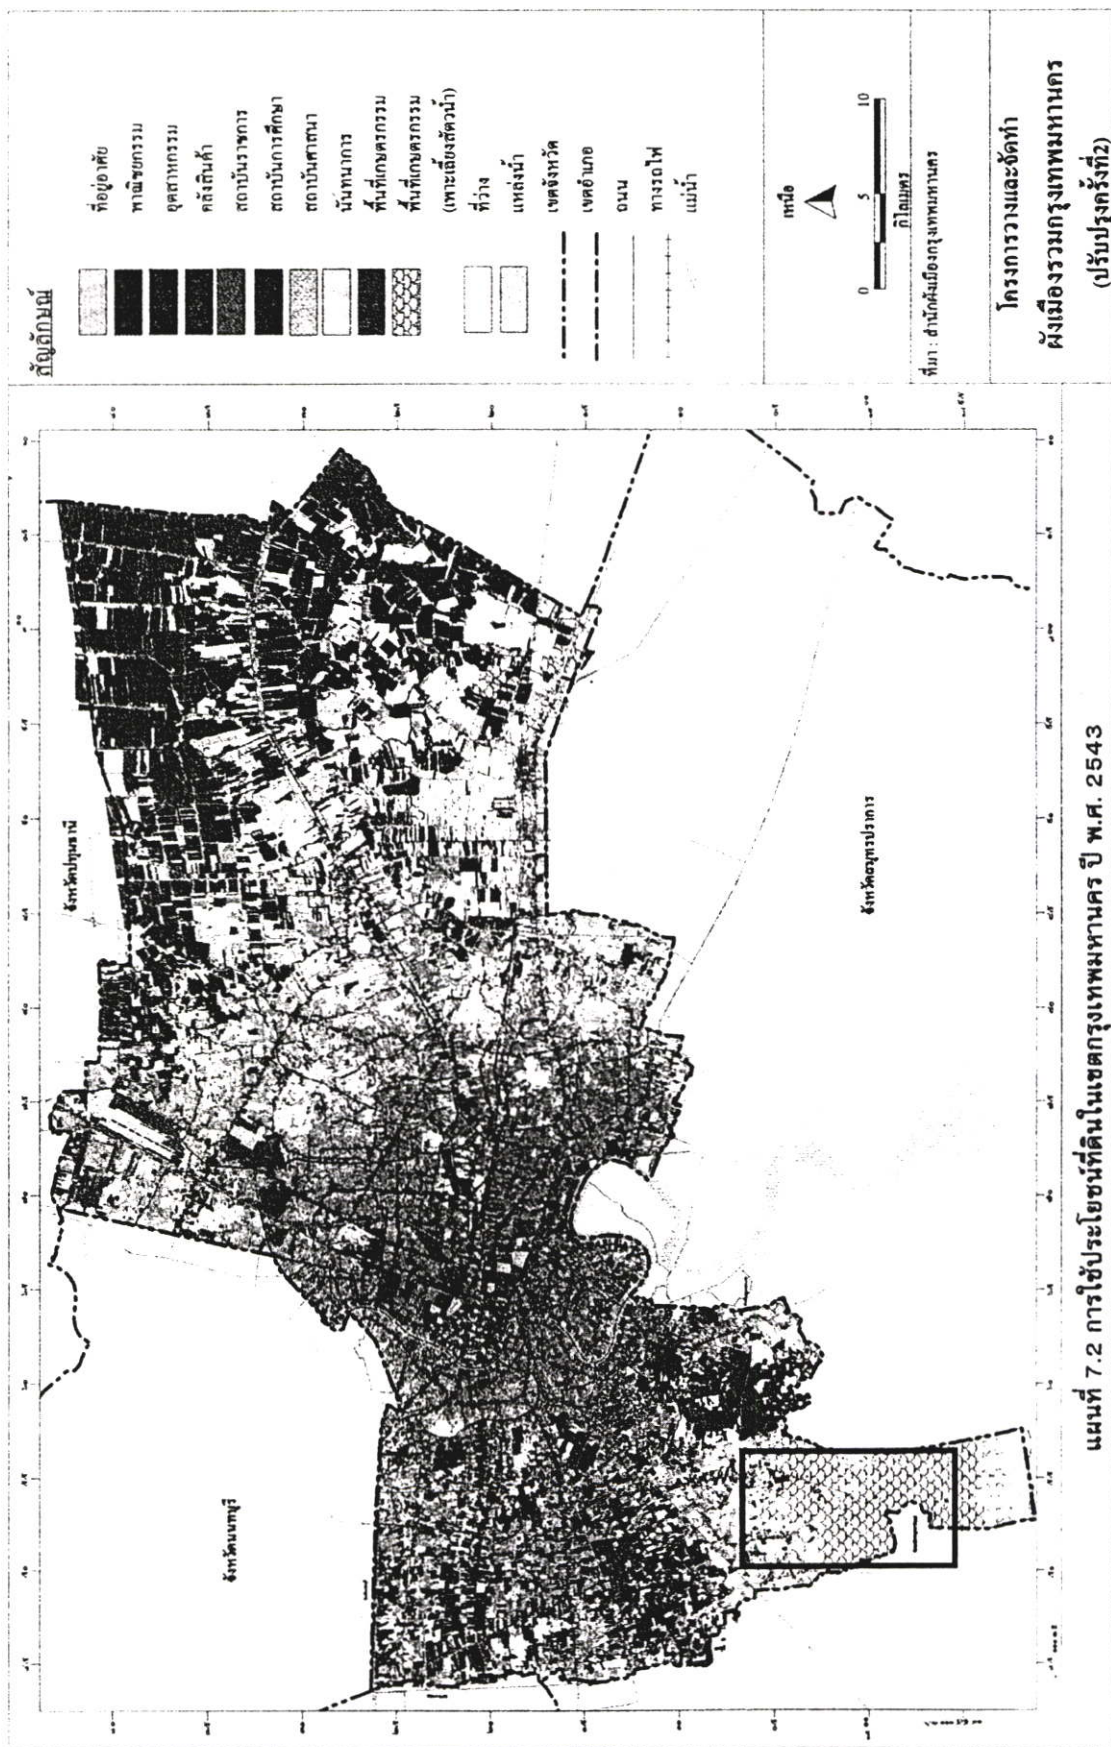 สัญลักษณ์
ที่อยู่อาศัย
พาณิชยกรรม
อุตสาหกรรม
คลังสินค้า
สถาบันราชการ
สถาบันการศึกษา
สถาบันศาสนา
นันทนาการ
พื้นที่เกษตรกรรม
พื้นที่เกษตรกรรม
(เพาะเลี้ยงสัตว์น้ำ)
ที่ว่าง
แหล่งน้ำ
เขตจังหวัด
เขตอำเภอ
ถนน
ทางรถไฟ
แม่น้ำ
เหนือ
0 5 10
กิโลเมตร
ที่มา : สำนักผังเมืองกรุงเทพมหานคร
โครงการวางและจัดทำ
ผังเมืองรวมกรุงเทพมหานคร
(ปรับปรุงครั้งที่2)
จังหวัดปทุมธานี
จังหวัดนนทบุรี
จังหวัดสมุทรปราการ
แผนที่ 7.2 การใช้ประโยชน์ที่ดินในเขตกรุงเทพมหานคร ปี พ.ศ. 2543